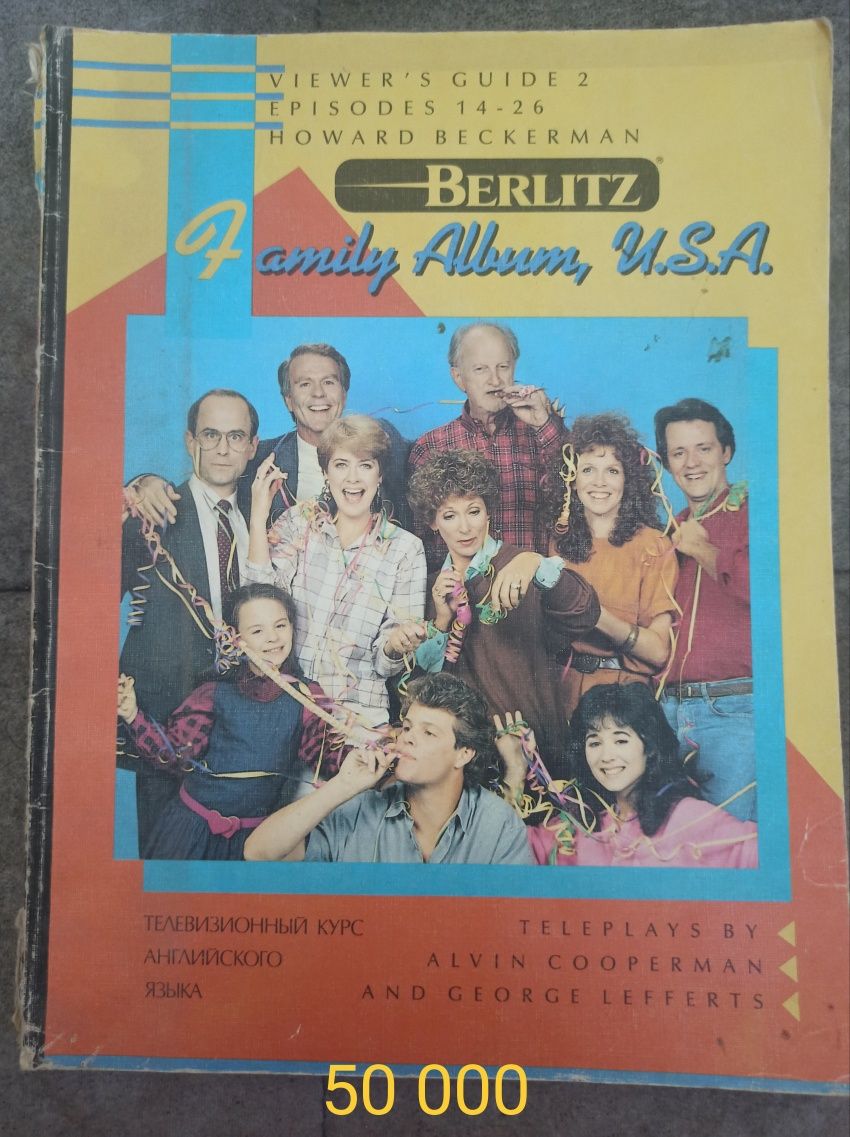 VIEWER'S GUIDE 2
EPISODES 14-26
HOWARD BECKERMAN
BERLITZ®
Family Album, U.S.A.
ТЕЛЕВИЗИОННЫЙ КУРС
АНГЛИЙСКОГО
ЯЗЫКА
TELEPLAYS BY
ALVIN COOPERMAN
AND GEORGE LEFFERTS
50 000